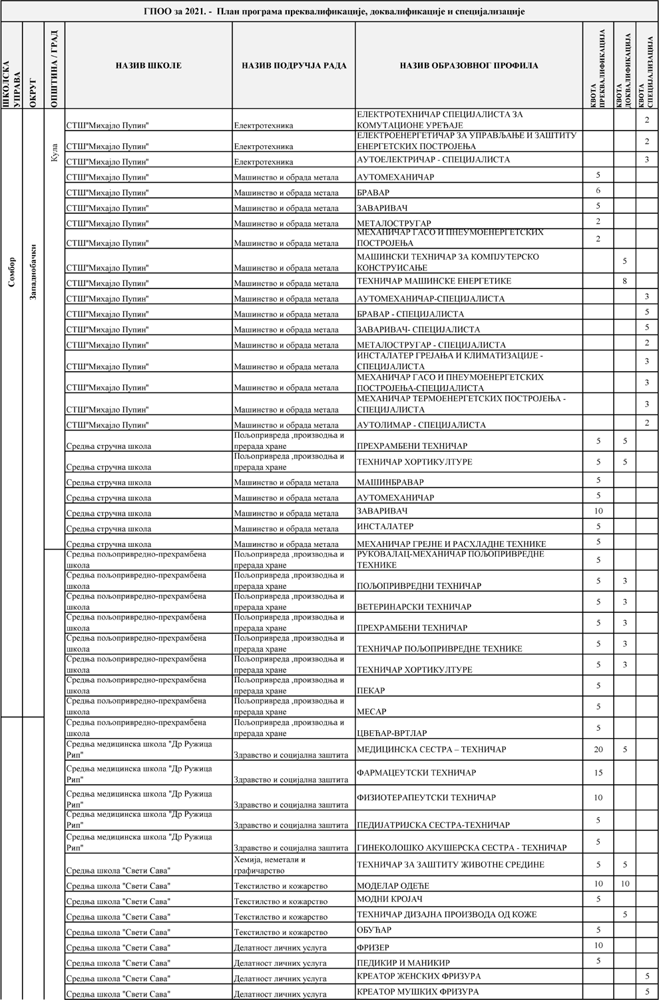 ГПОО за 2021. - План програма преквалификације, доквалификације и специјализације
ШКОЛСКА УПРАВА
ОКРУГ
ОПШТИНА / ГРАД
НАЗИВ ШКОЛЕ
НАЗИВ ПОДРУЧЈА РАДА
НАЗИВ ОБРАЗОВНОГ ПРОФИЛА
КВОТА ПРЕКВАЛИФИКАЦИЈА
КВОТА ДОКВАЛИФИКАЦИЈА
КВОТА СПЕЦИЈАЛИЗАЦИЈА
Сомбор
Западнобачки
Кула
СТШ"Михајло Пупин" Електротехника ЕЛЕКТРОТЕХНИЧАР СПЕЦИЈАЛИСТА ЗА КОМУТАЦИОНЕ УРЕЂАЈЕ 2
СТШ"Михајло Пупин" Електротехника ЕЛЕКТРОЕНЕРГЕТИЧАР ЗА УПРАВЉАЊЕ И ЗАШТИТУ ЕНЕРГЕТСКИХ ПОСТРОЈЕЊА 2
СТШ"Михајло Пупин" Електротехника АУТОЕЛЕКТРИЧАР - СПЕЦИЈАЛИСТА 3
СТШ"Михајло Пупин" Машинство и обрада метала АУТОМЕХАНИЧАР 5
СТШ"Михајло Пупин" Машинство и обрада метала БРАВАР 6
СТШ"Михајло Пупин" Машинство и обрада метала ЗАВАРИВАЧ 5
СТШ"Михајло Пупин" Машинство и обрада метала МЕТАЛОСТРУГАР 2
СТШ"Михајло Пупин" Машинство и обрада метала МЕХАНИЧАР ГАСО И ПНЕУМОЕНЕРГЕТСКИХ ПОСТРОЈЕЊА 2
СТШ"Михајло Пупин" Машинство и обрада метала МАШИНСКИ ТЕХНИЧАР ЗА КОМПЈУТЕРСКО КОНСТРУИСАЊЕ 5
СТШ"Михајло Пупин" Машинство и обрада метала ТЕХНИЧАР МАШИНСКЕ ЕНЕРГЕТИКЕ 8
СТШ"Михајло Пупин" Машинство и обрада метала АУТОМЕХАНИЧАР-СПЕЦИЈАЛИСТА 3
СТШ"Михајло Пупин" Машинство и обрада метала БРАВАР - СПЕЦИЈАЛИСТА 5
СТШ"Михајло Пупин" Машинство и обрада метала ЗАВАРИВАЧ- СПЕЦИЈАЛИСТА 5
СТШ"Михајло Пупин" Машинство и обрада метала МЕТАЛОСТРУГАР - СПЕЦИЈАЛИСТА 2
СТШ"Михајло Пупин" Машинство и обрада метала ИНСТАЛАТЕР ГРЕЈАЊА И КЛИМАТИЗАЦИЈЕ - СПЕЦИЈАЛИСТА 3
СТШ"Михајло Пупин" Машинство и обрада метала МЕХАНИЧАР ГАСО И ПНЕУМОЕНЕРГЕТСКИХ ПОСТРОЈЕЊА-СПЕЦИЈАЛИСТА 3
СТШ"Михајло Пупин" Машинство и обрада метала МЕХАНИЧАР ТЕРМОЕНЕРГЕТСКИХ ПОСТРОЈЕЊА - СПЕЦИЈАЛИСТА 3
СТШ"Михајло Пупин" Машинство и обрада метала АУТОЛИМАР - СПЕЦИЈАЛИСТА 2
Средња стручна школа Пољопривреда ,производња и прерада хране ПРЕХРАМБЕНИ ТЕХНИЧАР 5 5
Средња стручна школа Пољопривреда ,производња и прерада хране ТЕХНИЧАР ХОРТИКУЛТУРЕ 5 5
Средња стручна школа Машинство и обрада метала МАШИНБРАВАР 5
Средња стручна школа Машинство и обрада метала АУТОМЕХАНИЧАР 5
Средња стручна школа Машинство и обрада метала ЗАВАРИВАЧ 10
Средња стручна школа Машинство и обрада метала ИНСТАЛАТЕР 5
Средња стручна школа Машинство и обрада метала МЕХАНИЧАР ГРЕЈНЕ И РАСХЛАДНЕ ТЕХНИКЕ 5
Средња пољопривредно-прехрамбена школа Пољопривреда ,производња и прерада хране РУКОВАЛАЦ-МЕХАНИЧАР ПОЉОПРИВРЕДНЕ ТЕХНИКЕ 5
Средња пољопривредно-прехрамбена школа Пољопривреда ,производња и прерада хране ПОЉОПРИВРЕДНИ ТЕХНИЧАР 5 3
Средња пољопривредно-прехрамбена школа Пољопривреда ,производња и прерада хране ВЕТЕРИНАРСКИ ТЕХНИЧАР 5 3
Средња пољопривредно-прехрамбена школа Пољопривреда ,производња и прерада хране ПРЕХРАМБЕНИ ТЕХНИЧАР 5 3
Средња пољопривредно-прехрамбена школа Пољопривреда ,производња и прерада хране ТЕХНИЧАР ПОЉОПРИВРЕДНЕ ТЕХНИКЕ 5 3
Средња пољопривредно-прехрамбена школа Пољопривреда ,производња и прерада хране ТЕХНИЧАР ХОРТИКУЛТУРЕ 5 3
Средња пољопривредно-прехрамбена школа Пољопривреда ,производња и прерада хране ПЕКАР 5
Средња пољопривредно-прехрамбена школа Пољопривреда ,производња и прерада хране МЕСАР 5
Средња пољопривредно-прехрамбена школа Пољопривреда ,производња и прерада хране ЦВЕЋАР-ВРТЛАР 5
Средња медицинска школа "Др Ружица Рип" Здравство и социјална заштита МЕДИЦИНСКА СЕСТРА – ТЕХНИЧАР 20 5
Средња медицинска школа "Др Ружица Рип" Здравство и социјална заштита ФАРМАЦЕУТСКИ ТЕХНИЧАР 15
Средња медицинска школа "Др Ружица Рип" Здравство и социјална заштита ФИЗИОТЕРАПЕУТСКИ ТЕХНИЧАР 10
Средња медицинска школа "Др Ружица Рип" Здравство и социјална заштита ПЕДИЈАТРИЈСКА СЕСТРА-ТЕХНИЧАР 5
Средња медицинска школа "Др Ружица Рип" Здравство и социјална заштита ГИНЕКОЛОШКО АКУШЕРСКА СЕСТРА - ТЕХНИЧАР 5
Средња школа "Свети Сава" Хемија, неметали и графичарство ТЕХНИЧАР ЗА ЗАШТИТУ ЖИВОТНЕ СРЕДИНЕ 5 5
Средња школа "Свети Сава" Текстилство и кожарство МОДЕЛАР ОДЕЋЕ 10 10
Средња школа "Свети Сава" Текстилство и кожарство МОДНИ КРОЈАЧ 5
Средња школа "Свети Сава" Текстилство и кожарство ТЕХНИЧАР ДИЗАЈНА ПРОИЗВОДА ОД КОЖЕ 5
Средња школа "Свети Сава" Текстилство и кожарство ОБУЋАР 5
Средња школа "Свети Сава" Делатност личних услуга ФРИЗЕР 10
Средња школа "Свети Сава" Делатност личних услуга ПЕДИКИР И МАНИКИР 5
Средња школа "Свети Сава" Делатност личних услуга КРЕАТОР ЖЕНСКИХ ФРИЗУРА 5
Средња школа "Свети Сава" Делатност личних услуга КРЕАТОР МУШКИХ ФРИЗУРА 5